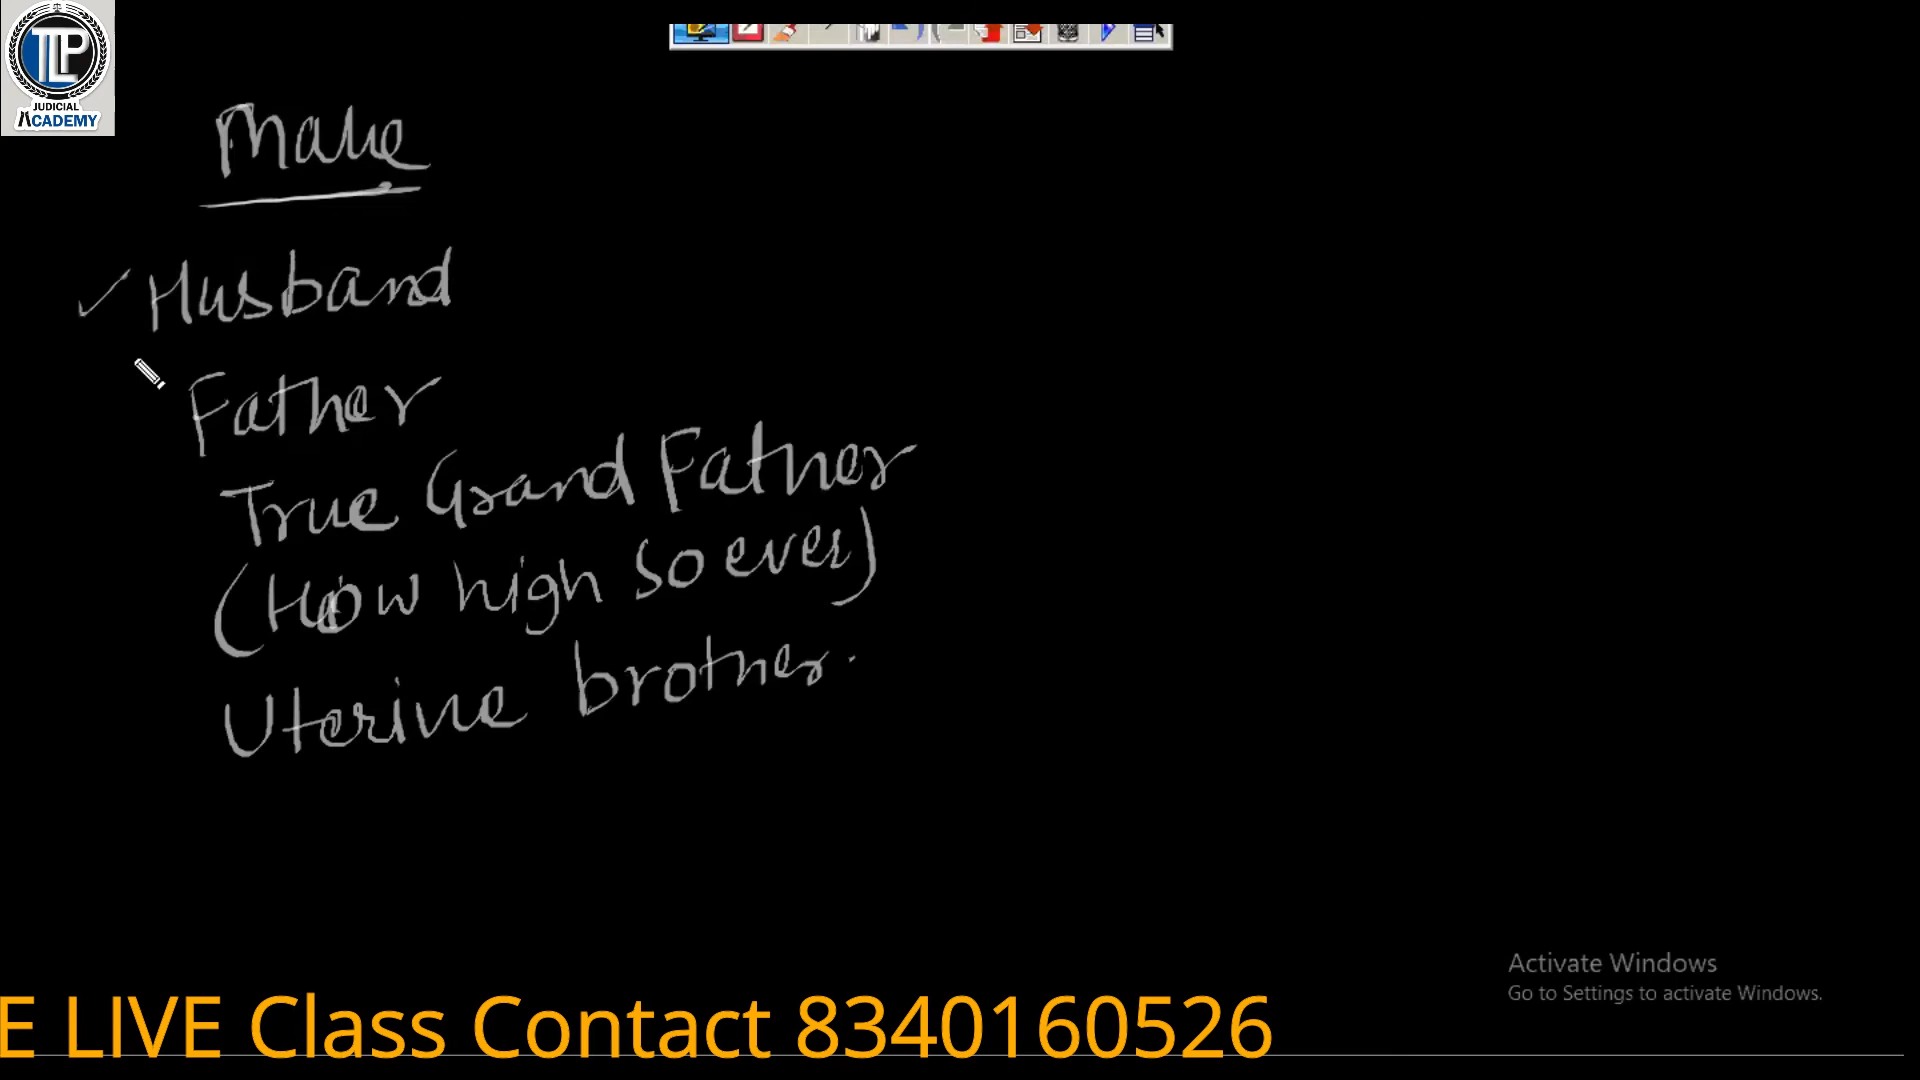 TLP
JUDICIAL
ACADEMY
Male
✓ Husband
Father
True Grand Father
(How high so ever)
Uterine brother.
Activate Windows
Go to Settings to activate Windows.
E LIVE Class Contact 8340160526